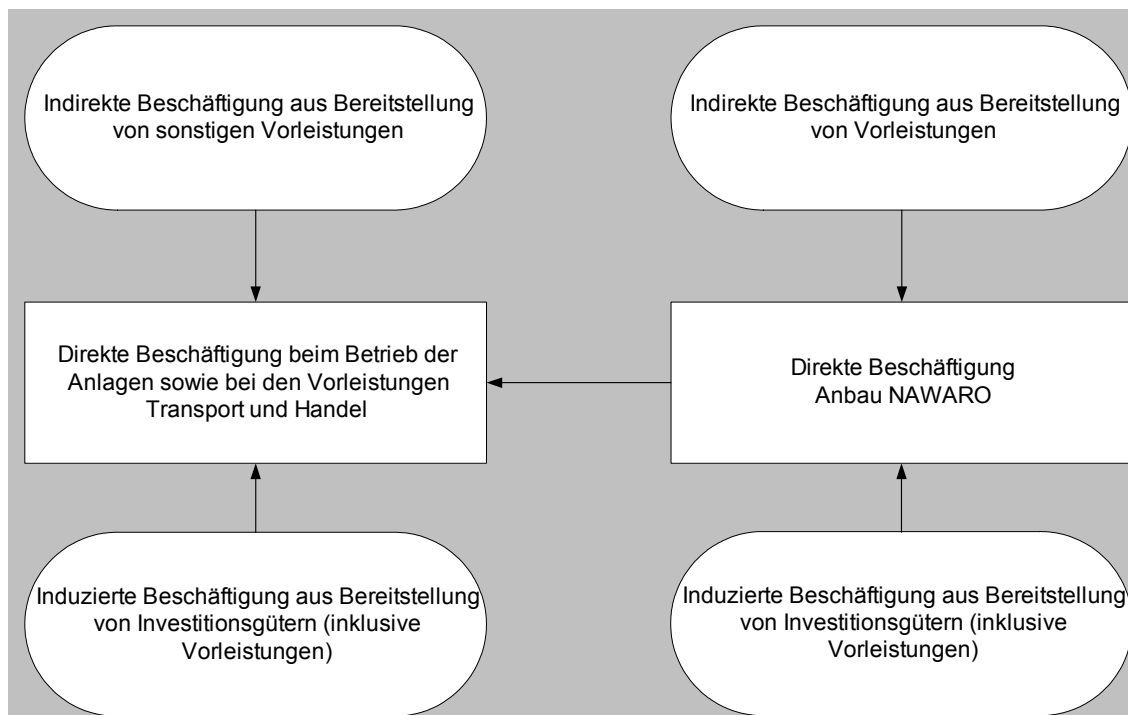 Indirekte Beschäftigung aus Bereitstellung
von sonstigen Vorleistungen
Indirekte Beschäftigung aus Bereitstellung
von Vorleistungen
Direkte Beschäftigung beim Betrieb der
Anlagen sowie bei den Vorleistungen
Transport und Handel
Direkte Beschäftigung
Anbau NAWARO
Induzierte Beschäftigung aus Bereitstellung
von Investitionsgütern (inklusive
Vorleistungen)
Induzierte Beschäftigung aus Bereitstellung
von Investitionsgütern (inklusive
Vorleistungen)